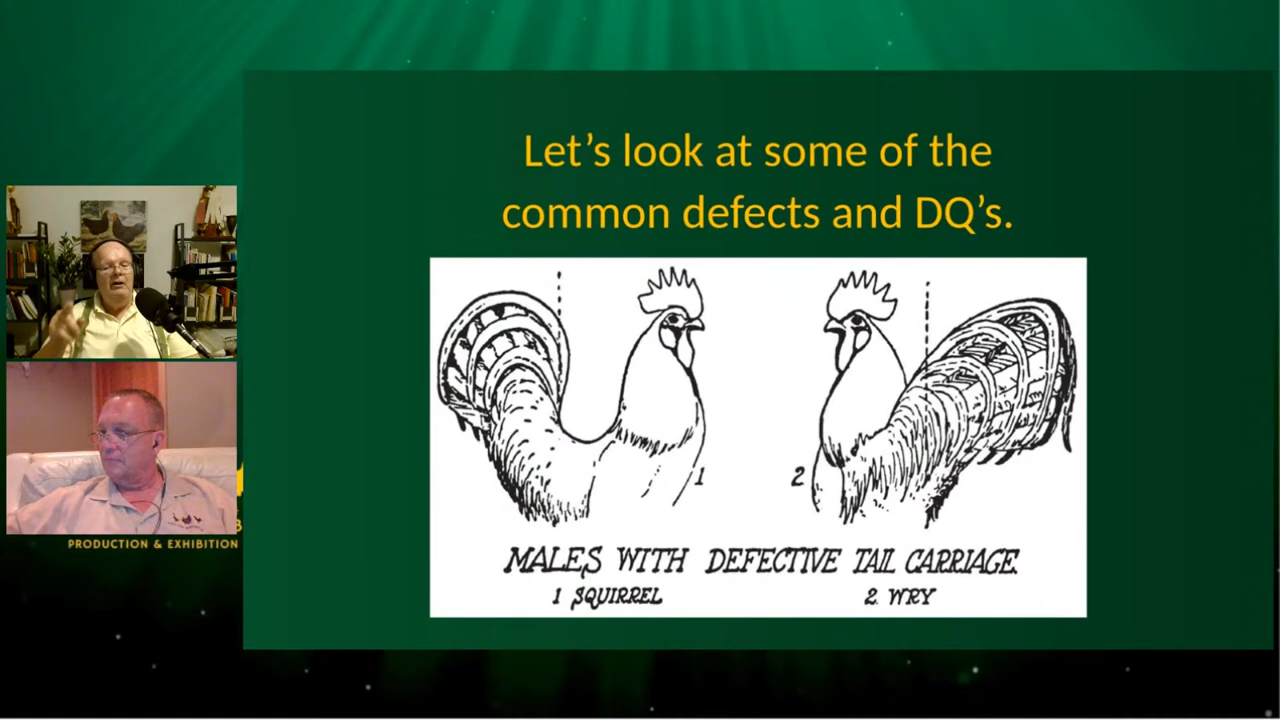 Let’s look at some of the
common defects and DQ’s.
1
2
MALES WITH DEFECTIVE TAIL CARRIAGE.
1 SQUIRREL
2. WRY
PRODUCTION & EXHIBITION